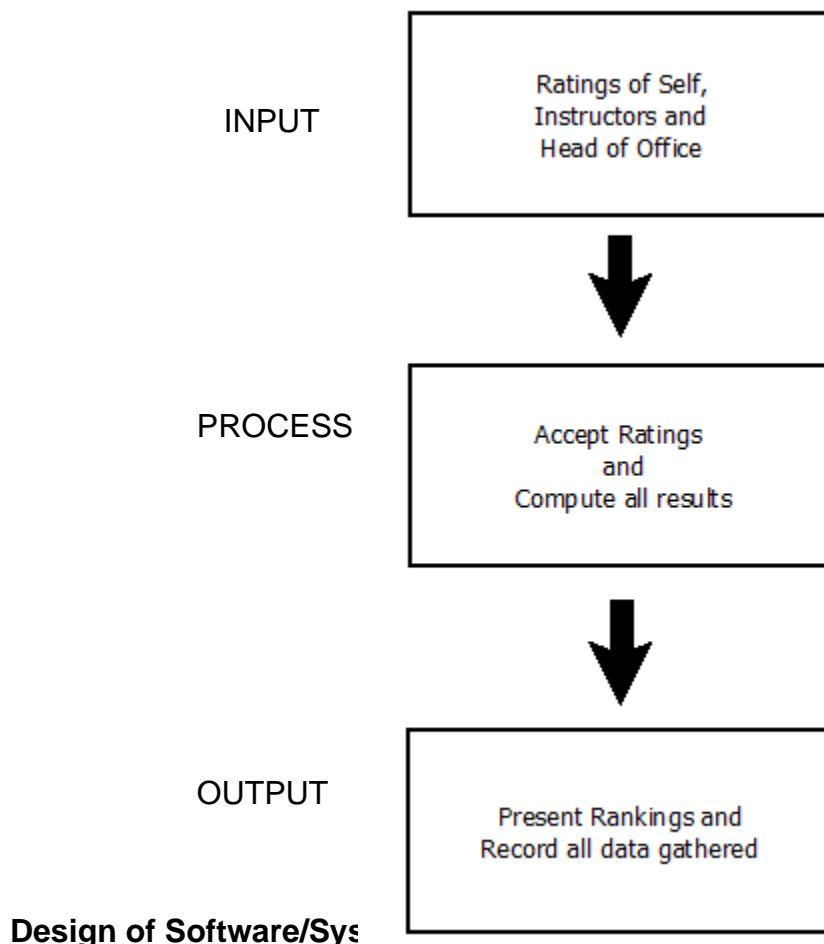 INPUT
Ratings of Self,
Instructors and
Head of Office
PROCESS
Accept Ratings
and
Compute all results
OUTPUT
Present Rankings and
Record all data gathered
Design of Software/Sys